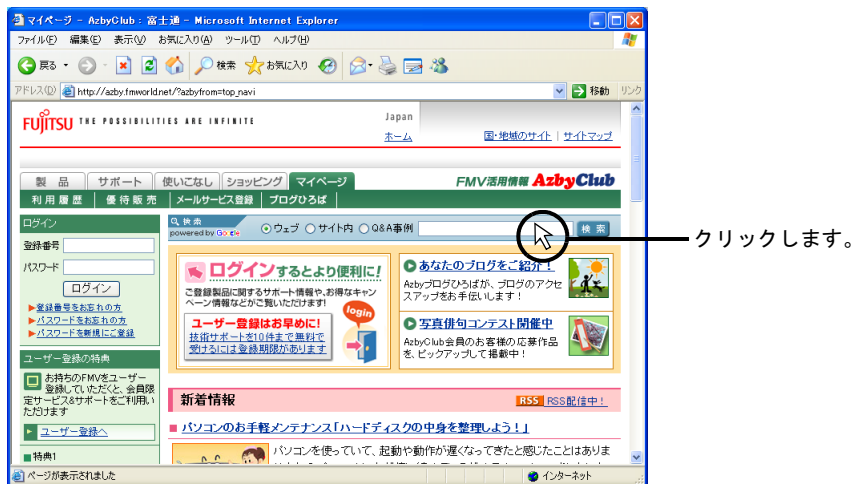 マイページ - AzbyClub : 富士通 - Microsoft Internet Explorer
ファイル(F) 編集(E) 表示(V) お気に入り(A) ツール(T) ヘルプ(H)
戻る 検索 お気に入り
アドレス(D) http://azby.fmworld.net/?azbyfrom=top_navi 移動 リンク
FUJITSU THE POSSIBILITIES ARE INFINITE
Japan
ホーム 国・地域のサイト | サイトマップ
製品 サポート 使いこなし ショッピング マイページ FMV活用情報 AzbyClub
利用履歴 優待販売 メールサービス登録 ブログひろば
ログイン
登録番号
パスワード
ログイン
▶登録番号をお忘れの方
▶パスワードをお忘れの方
▶パスワードを新規にご登録
ユーザー登録の特典
お持ちのFMVをユーザー
登録していただくと、会員限
定サービス&サポートをご利用い
ただけます
ユーザー登録へ
■特典1
検索
powered by Google
ウェブ サイト内 Q&A事例 検索
クリックします。
ログインするとより便利に!
ご登録製品に関するサポート情報や、お得なキャン
ペーン情報などがご覧いただけます!
login
ユーザー登録はお早めに!
技術サポートを10件まで無料で
受けるには登録期限があります
あなたのブログをご紹介!
Azbyブログひろばが、ブログのアクセ
スアップをお手伝いします!
写真俳句コンテスト開催中
AzbyClub会員のお客様の応募作品
を、ピックアップして掲載中!
新着情報 RSS RSS配信中!
■ パソコンのお手軽メンテナンス「ハードディスクの中身を整理しよう!」
パソコンを使っていて、起動や動作が遅くなってきたと感じたことはありま
ページが表示されました インターネット